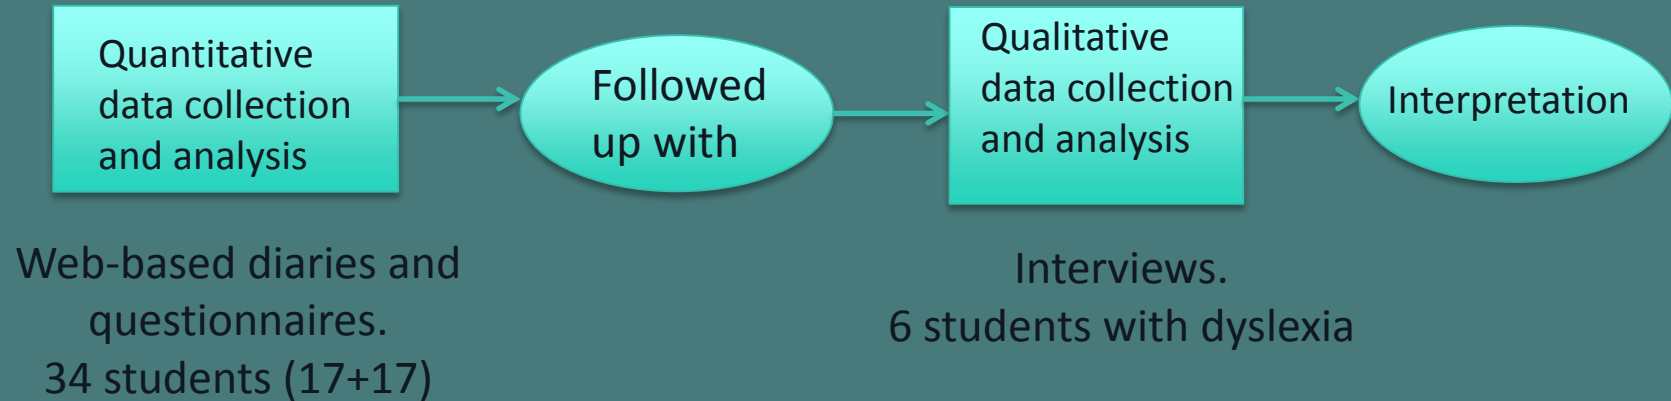 Quantitative
data collection
and analysis
Followed
up with
Qualitative
data collection
and analysis
Interpretation
Web-based diaries and
questionnaires.
34 students (17+17)
Interviews.
6 students with dyslexia